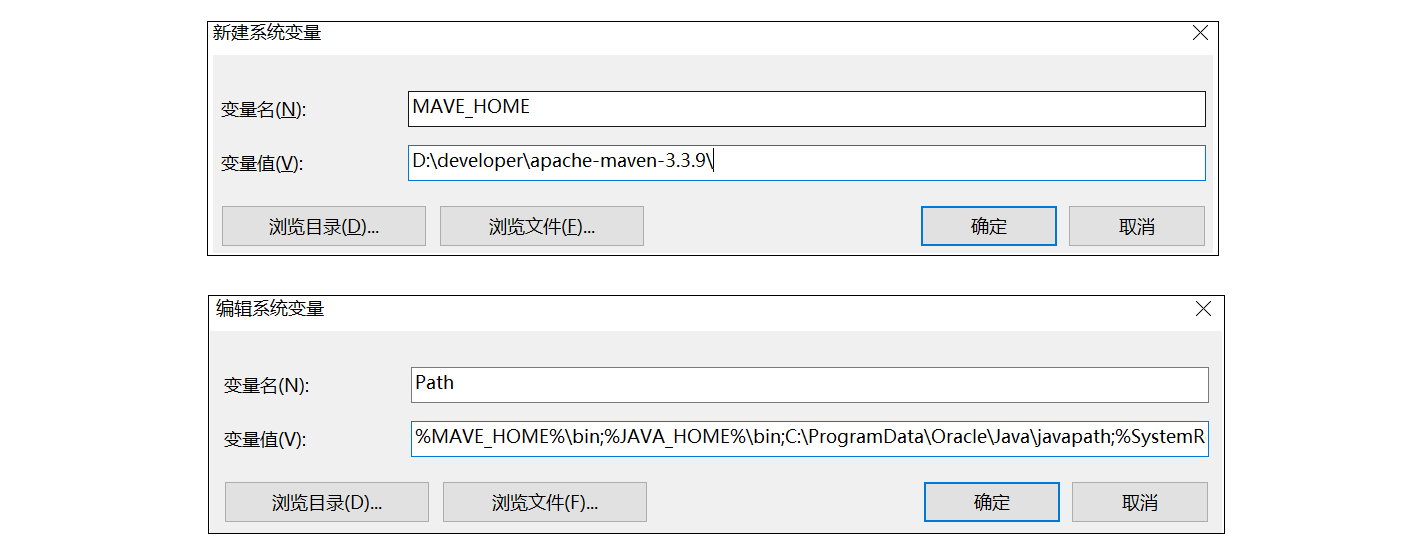 新建系统变量
变量名(N):
MAVE_HOME
变量值(V):
D:\developer\apache-maven-3.3.9\
浏览目录(D)...
浏览文件(F)...
确定
取消
编辑系统变量
变量名(N):
Path
变量值(V):
%MAVE_HOME%\bin;%JAVA_HOME%\bin;C:\ProgramData\Oracle\Java\javapath;%SystemR
浏览目录(D)...
浏览文件(F)...
确定
取消